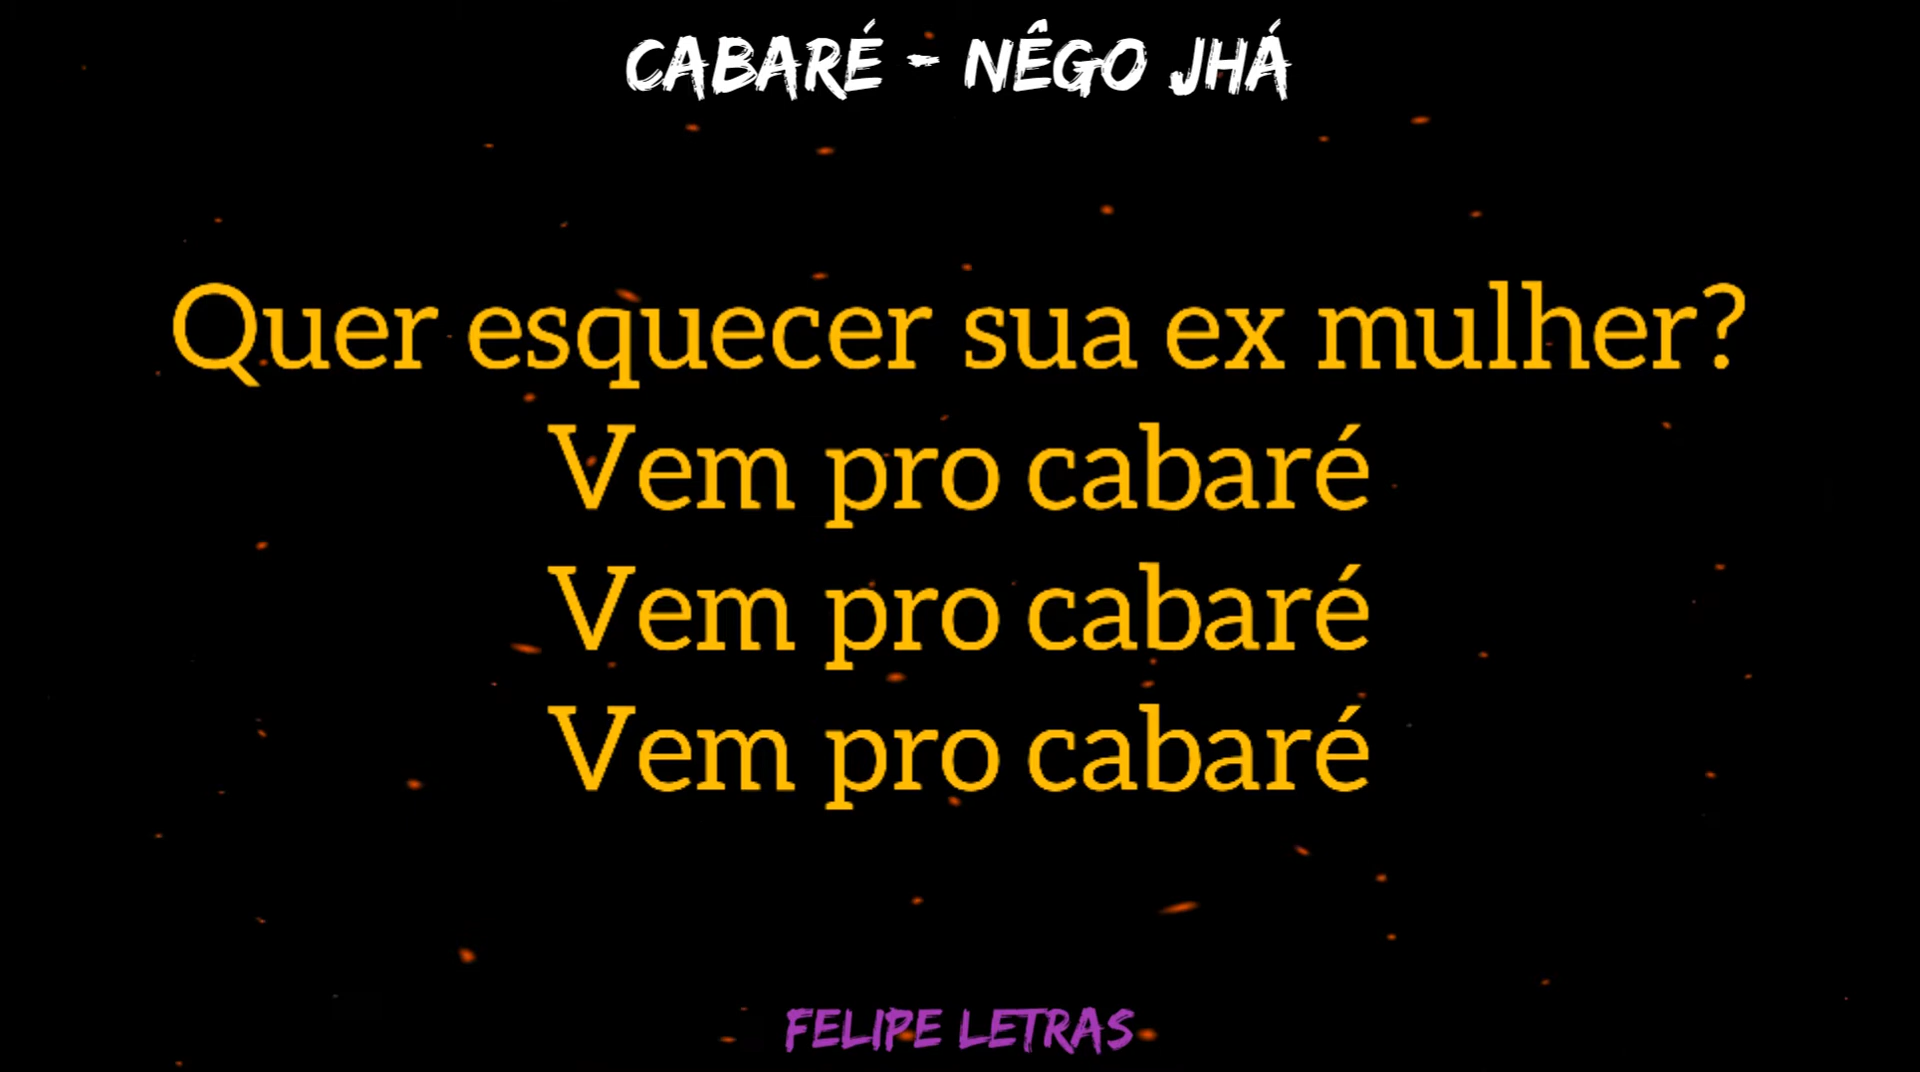 CABARÉ - NÊGO JHÁ
Quer esquecer sua ex mulher?
Vem pro cabaré
Vem pro cabaré
Vem pro cabaré
FELIPE LETRAS